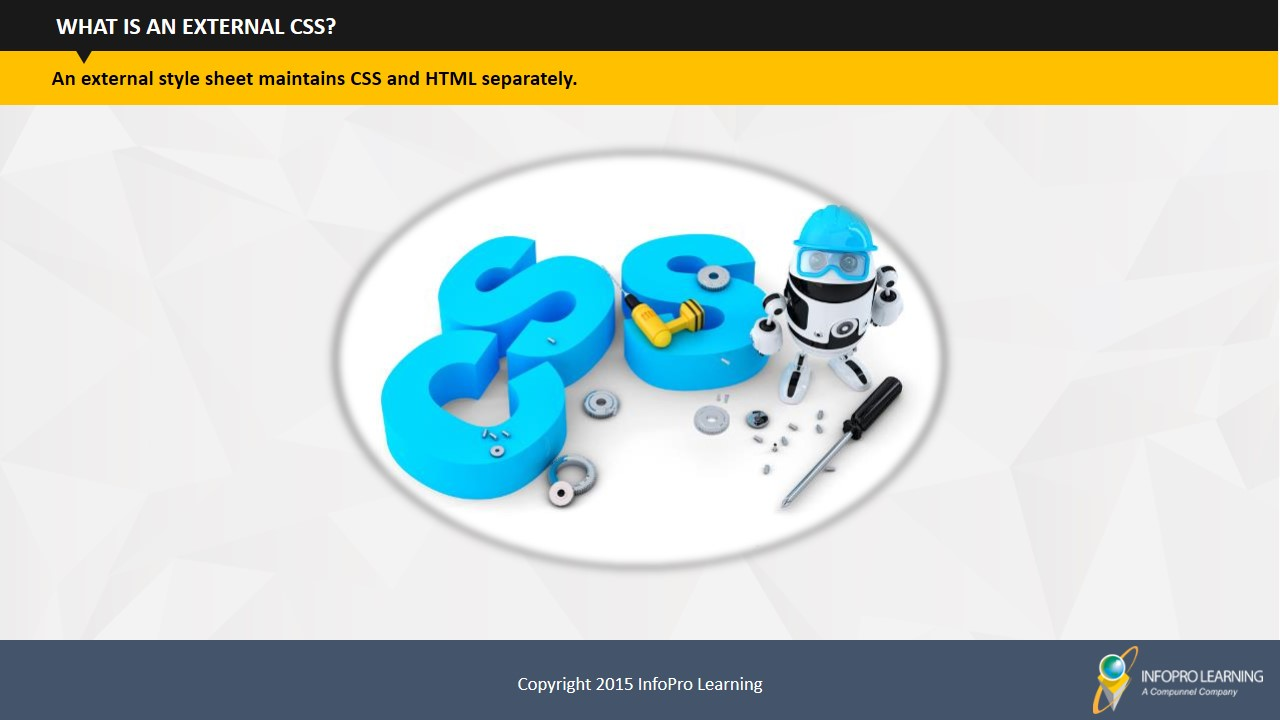 WHAT IS AN EXTERNAL CSS?
An external style sheet maintains CSS and HTML separately.
CSS
Copyright 2015 InfoPro Learning
INFOPRO LEARNING
A Compunnel Company